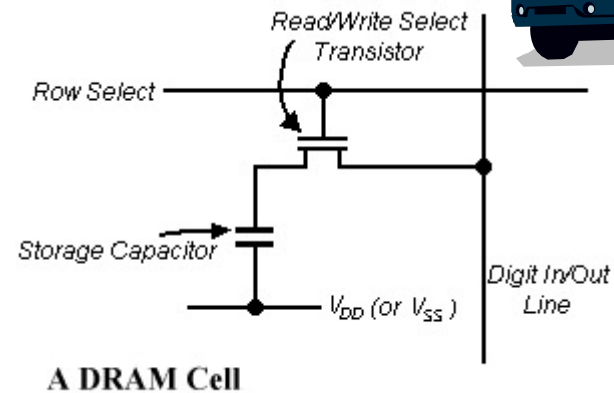 Read/Write Select
Transistor
Row Select
Storage Capacitor
Digit In/Out
Line
VDD (or VSS )
A DRAM Cell